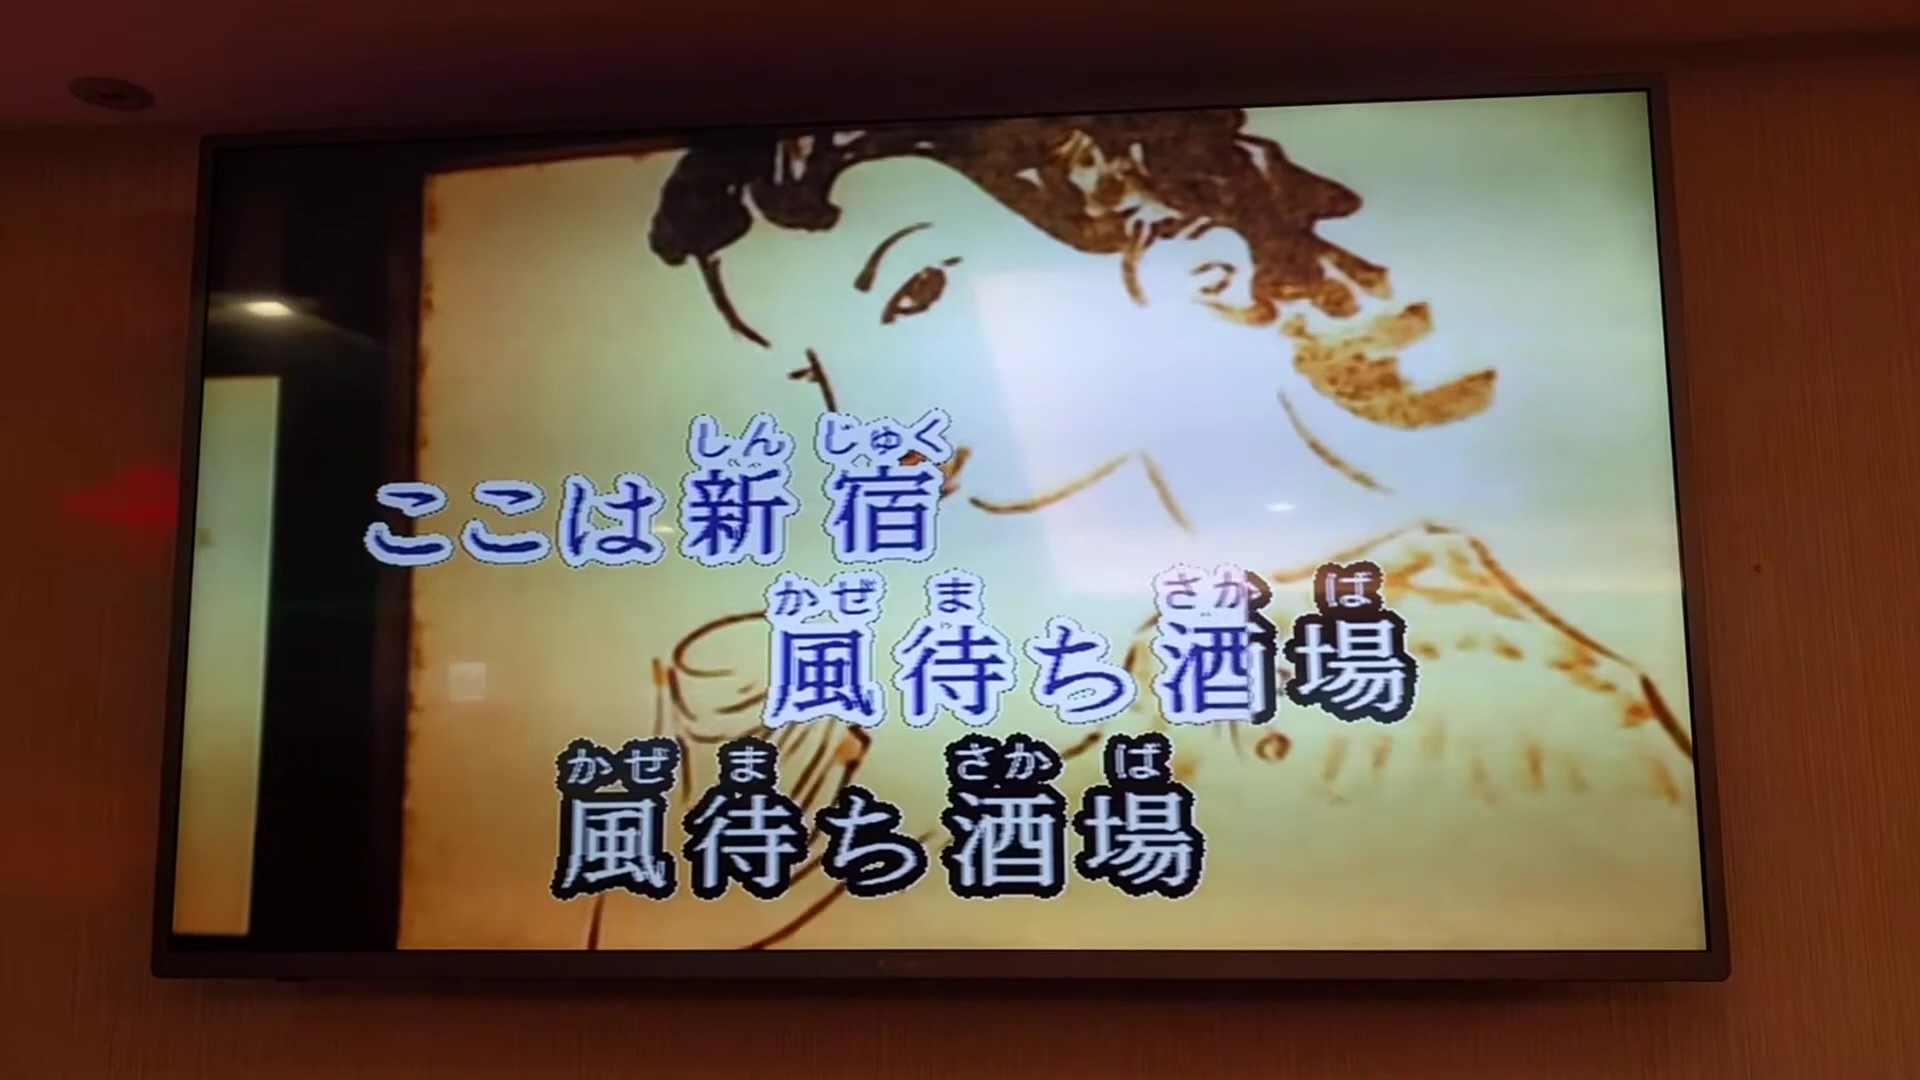 しんじゅく
ここは新宿
かぜ ま さか ば
風待ち酒場
かぜ ま さか ば
風待ち酒場